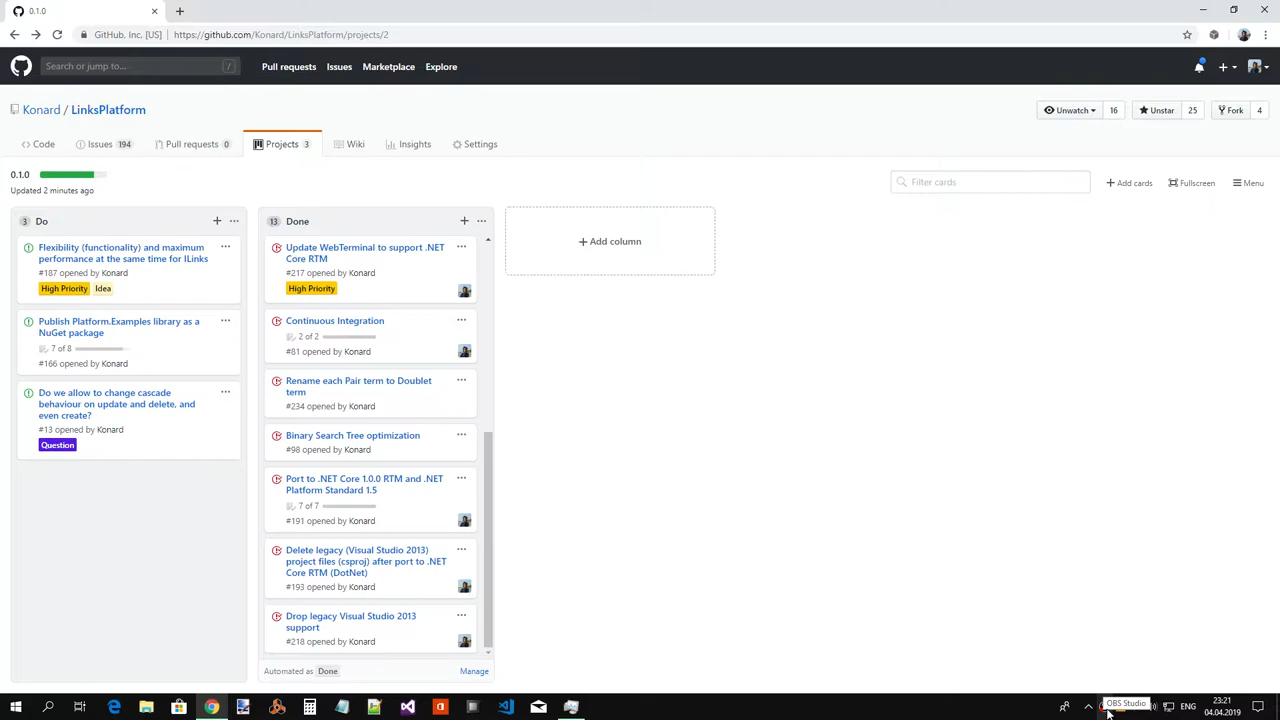 0.1.0
GitHub, Inc. [US] https://github.com/Konard/LinksPlatform/projects/2
Search or jump to... /
Pull requests Issues Marketplace Explore
Konard / LinksPlatform
Unwatch 16 Unstar 25 Fork 4
Code Issues 194 Pull requests 0 Projects 3 Wiki Insights Settings
0.1.0
Updated 2 minutes ago
Filter cards
Add cards Fullscreen Menu
3 Do
Flexibility (functionality) and maximum
performance at the same time for ILinks
#187 opened by Konard
High Priority Idea
Publish Platform.Examples library as a
NuGet package
7 of 8
#166 opened by Konard
Do we allow to change cascade
behaviour on update and delete, and
even create?
#13 opened by Konard
Question
13 Done
Update WebTerminal to support .NET
Core RTM
#217 opened by Konard
High Priority
Continuous Integration
2 of 2
#81 opened by Konard
Rename each Pair term to Doublet
term
#234 opened by Konard
Binary Search Tree optimization
#98 opened by Konard
Port to .NET Core 1.0.0 RTM and .NET
Platform Standard 1.5
7 of 7
#191 opened by Konard
Delete legacy (Visual Studio 2013)
project files (csproj) after port to .NET
Core RTM (DotNet)
#193 opened by Konard
Drop legacy Visual Studio 2013
support
#218 opened by Konard
Automated as Done Manage
Add column
OBS Studio
ENG
23:21
04.04.2019